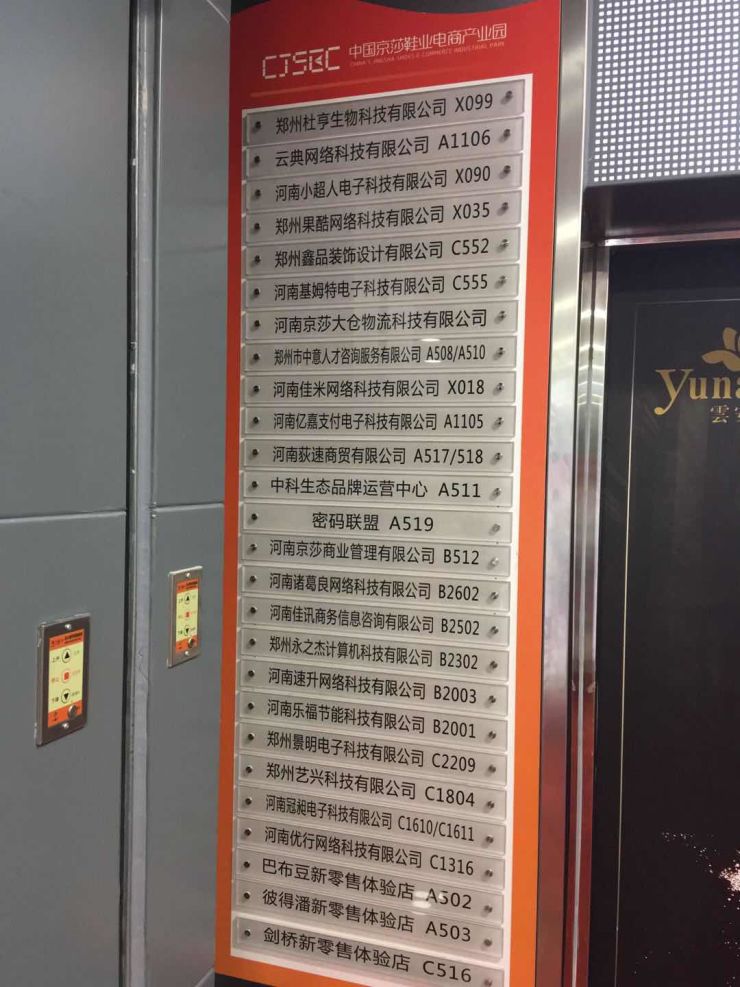 CJSBC 中国京莎鞋业电商产业园
CHINA'S JINGSHA SHOES E-COMMERCE INDUSTRIAL PARK
郑州杜亨生物科技有限公司 X099
云典网络科技有限公司 A1106
河南小超人电子科技有限公司 X090
郑州果酷网络科技有限公司 X035
郑州鑫品装饰设计有限公司 C552
河南基姆特电子科技有限公司 C555
河南京莎大仓物流科技有限公司
郑州市中意人才咨询服务有限公司 A508/A510
河南佳米网络科技有限公司 X018
河南亿嘉支付电子科技有限公司 A1105
河南荻速商贸有限公司 A517/518
中科生态品牌运营中心 A511
密码联盟 A519
河南京莎商业管理有限公司 B512
河南诸葛良网络科技有限公司 B2602
河南佳讯商务信息咨询有限公司 B2502
郑州永之杰计算机科技有限公司 B2302
河南速升网络科技有限公司 B2003
河南乐福节能科技有限公司 B2001
郑州景明电子科技有限公司 C2209
郑州艺兴科技有限公司 C1804
河南冠昶电子科技有限公司 C1610/C1611
河南优行网络科技有限公司 C1316
巴布豆新零售体验店 A502
彼得潘新零售体验店 A503
剑桥新零售体验店 C516
Yuna
雲